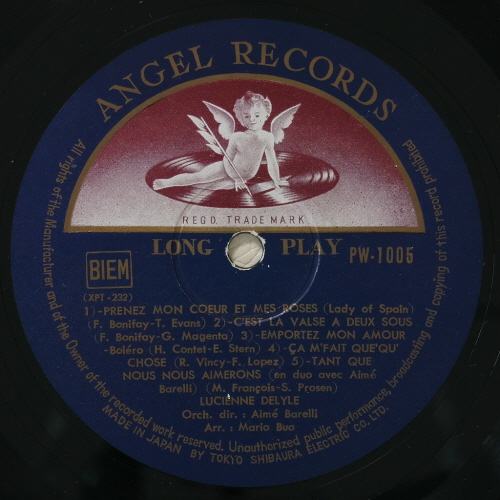 ANGEL RECORDS
REGD. TRADE MARK
LONG PLAY PW-1005
BIEM
(XPT-232)
1)-PRENEZ MON COEUR ET MES ROSES (Lady of Spain)
(F. Bonifay-T. Evans) 2)-C'EST LA VALSE A DEUX SOUS
(F. Bonifay-G. Magenta) 3)-EMPORTEZ MON AMOUR
-Boléro (H. Contet-E. Stern) 4)-ÇA M'FAIT QUE'QU'
CHOSE (R. Vincy-F. Lopez) 5)-TANT QUE
NOUS NOUS AIMERONS (en duo avec Aimé
Barelli) (M. François-S. Prosen)
LUCIENNE DELYLE
Orch. dir : Aimé Barelli
Arr. : Mario Bua
All rights of the Manufacturer and of the Owner of the recorded work reserved. Unauthorized public performance, broadcasting and copying of this record prohibited
MADE IN JAPAN BY TOKYO SHIBAURA ELECTRIC CO. LTD.